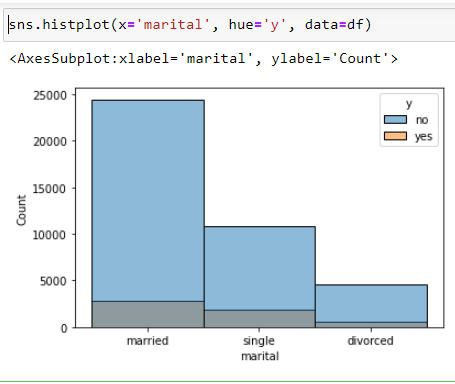 sns.histplot(x='marital', hue='y', data=df)
<AxesSubplot:xlabel='marital', ylabel='Count'>
25000
20000
15000
10000
5000
0
Count
y
no
yes
married single divorced
marital